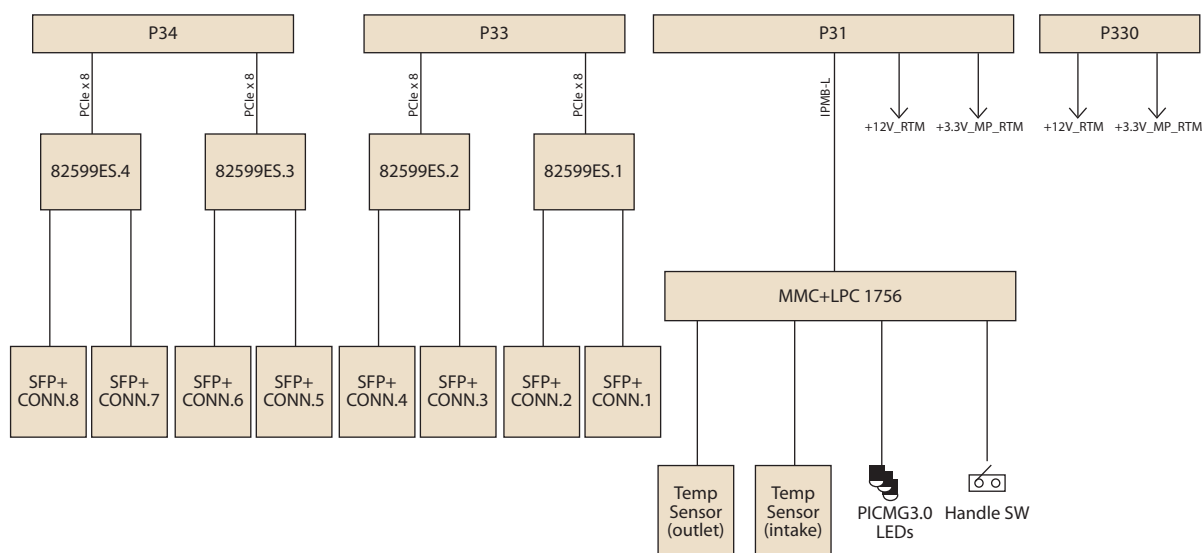 P34
P33
P31
P330
PCIe x 8
PCIe x 8
PCIe x 8
PCIe x 8
IPMB-L
+12V_RTM
+3.3V_MP_RTM
+12V_RTM
+3.3V_MP_RTM
82599ES.4
82599ES.3
82599ES.2
82599ES.1
MMC+LPC 1756
SFP+
CONN.8
SFP+
CONN.7
SFP+
CONN.6
SFP+
CONN.5
SFP+
CONN.4
SFP+
CONN.3
SFP+
CONN.2
SFP+
CONN.1
Temp
Sensor
(outlet)
Temp
Sensor
(intake)
PICMG3.0
LEDs
Handle SW